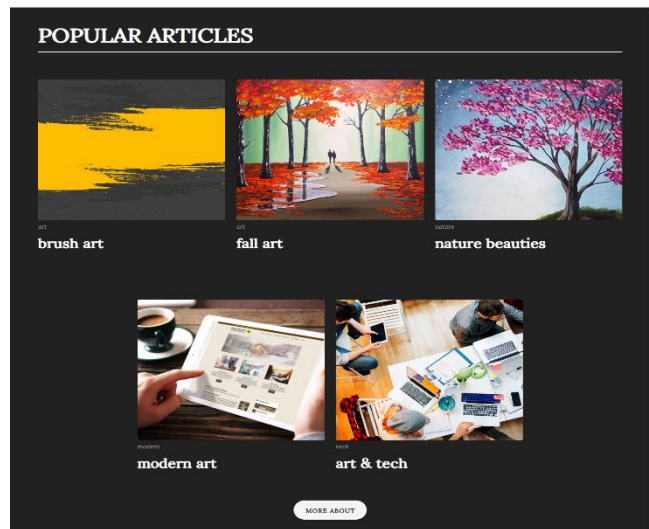 POPULAR ARTICLES
art
brush art
art
fall art
nature
nature beauties
modern
modern art
tech
art & tech
MORE ABOUT